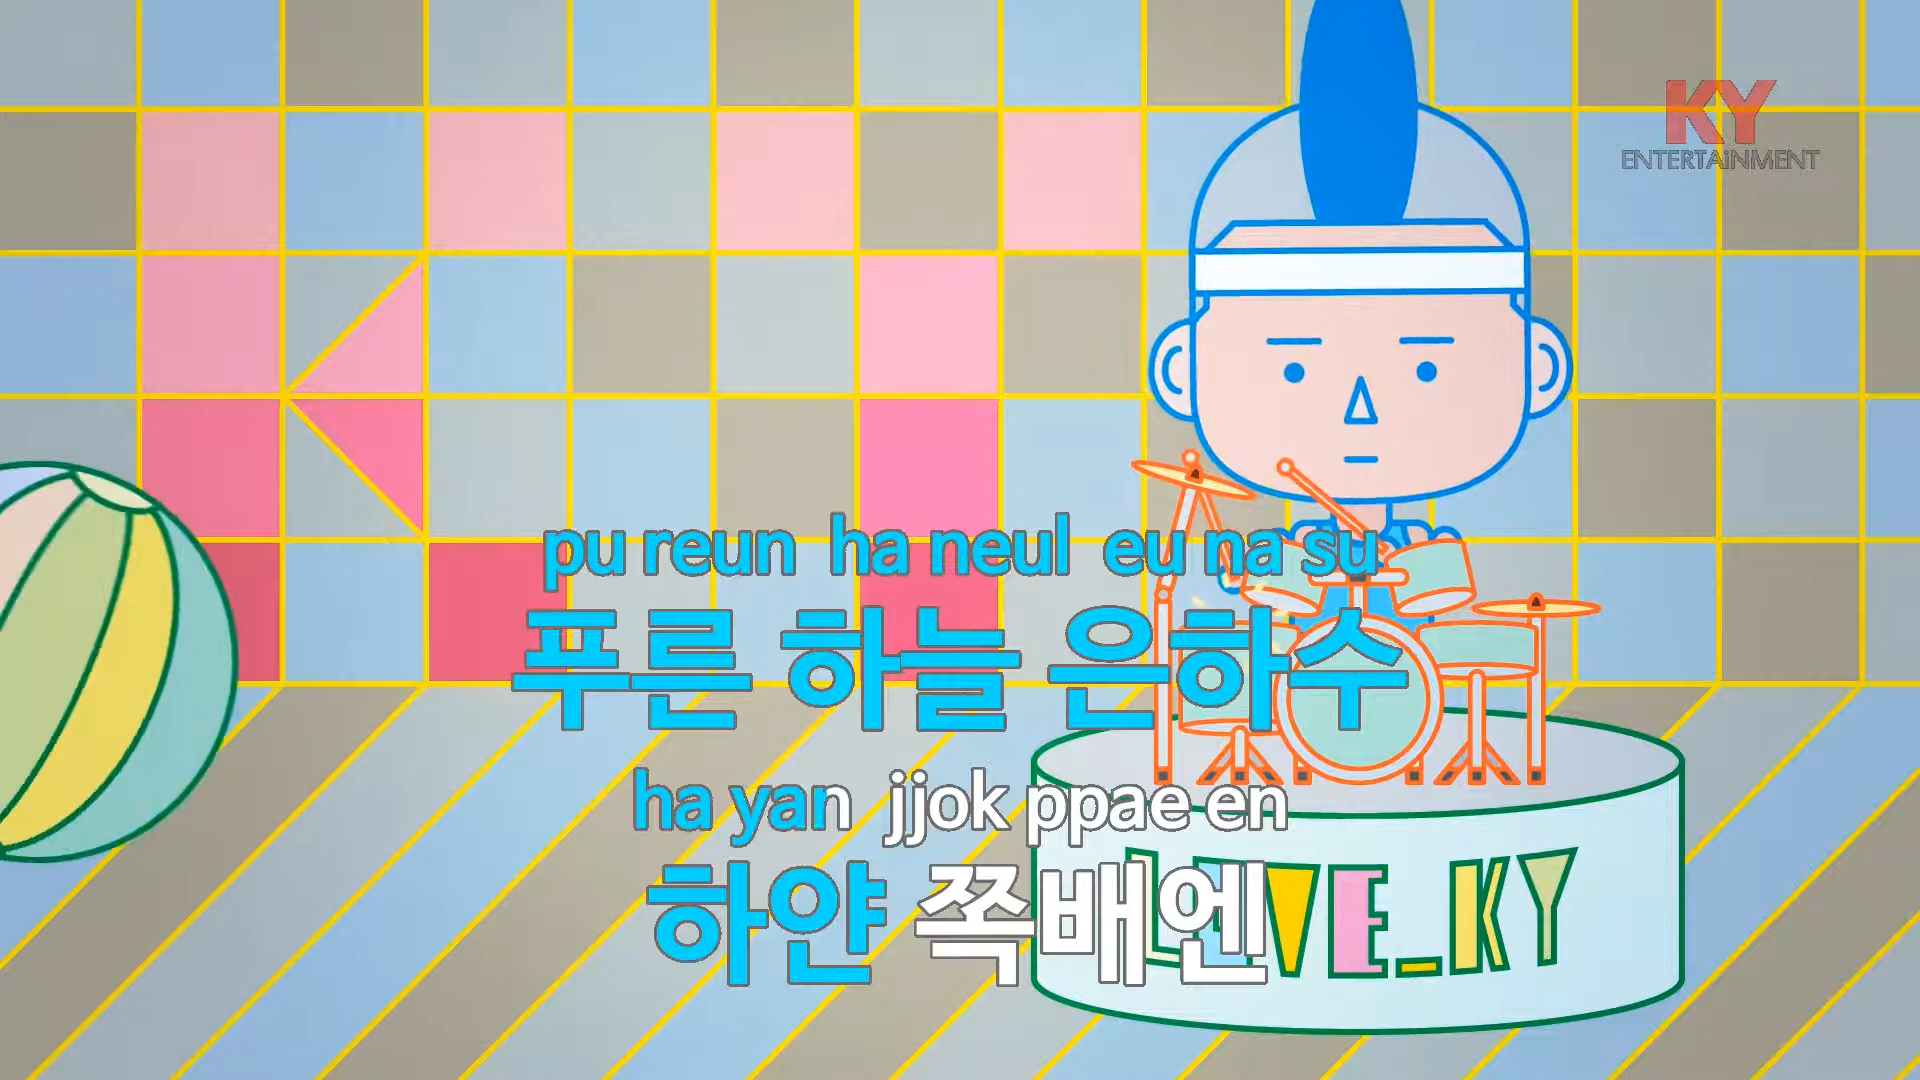 KY
ENTERTAiNMENT
pu reun ha neul eu na su
푸른 하늘 은하수
ha yan jjok ppae en
하얀 쪽배엔
LOVE_KY